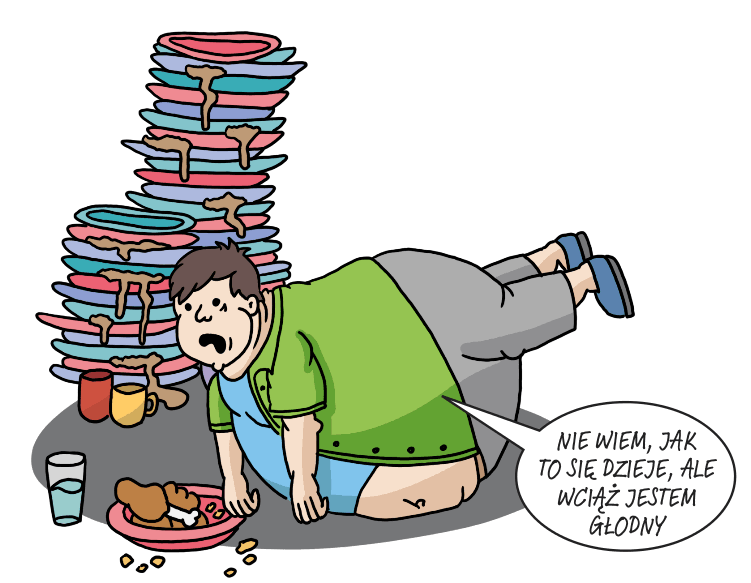 NIE WIEM, JAK
TO SIĘ DZIEJE, ALE
WCIĄŻ JESTEM
GŁODNY